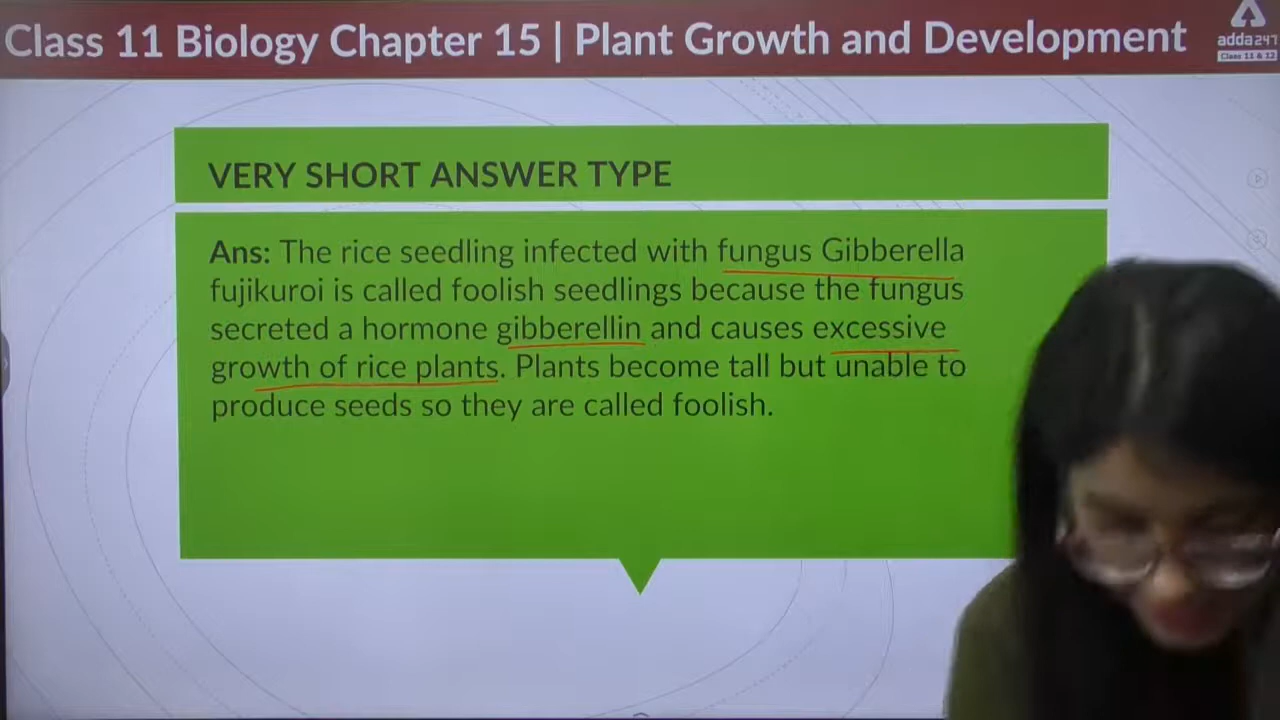 Class 11 Biology Chapter 15 | Plant Growth and Development
adda247
Class 11 & 12
VERY SHORT ANSWER TYPE
Ans: The rice seedling infected with fungus Gibberella
fujikuroi is called foolish seedlings because the fungus
secreted a hormone gibberellin and causes excessive
growth of rice plants. Plants become tall but unable to
produce seeds so they are called foolish.